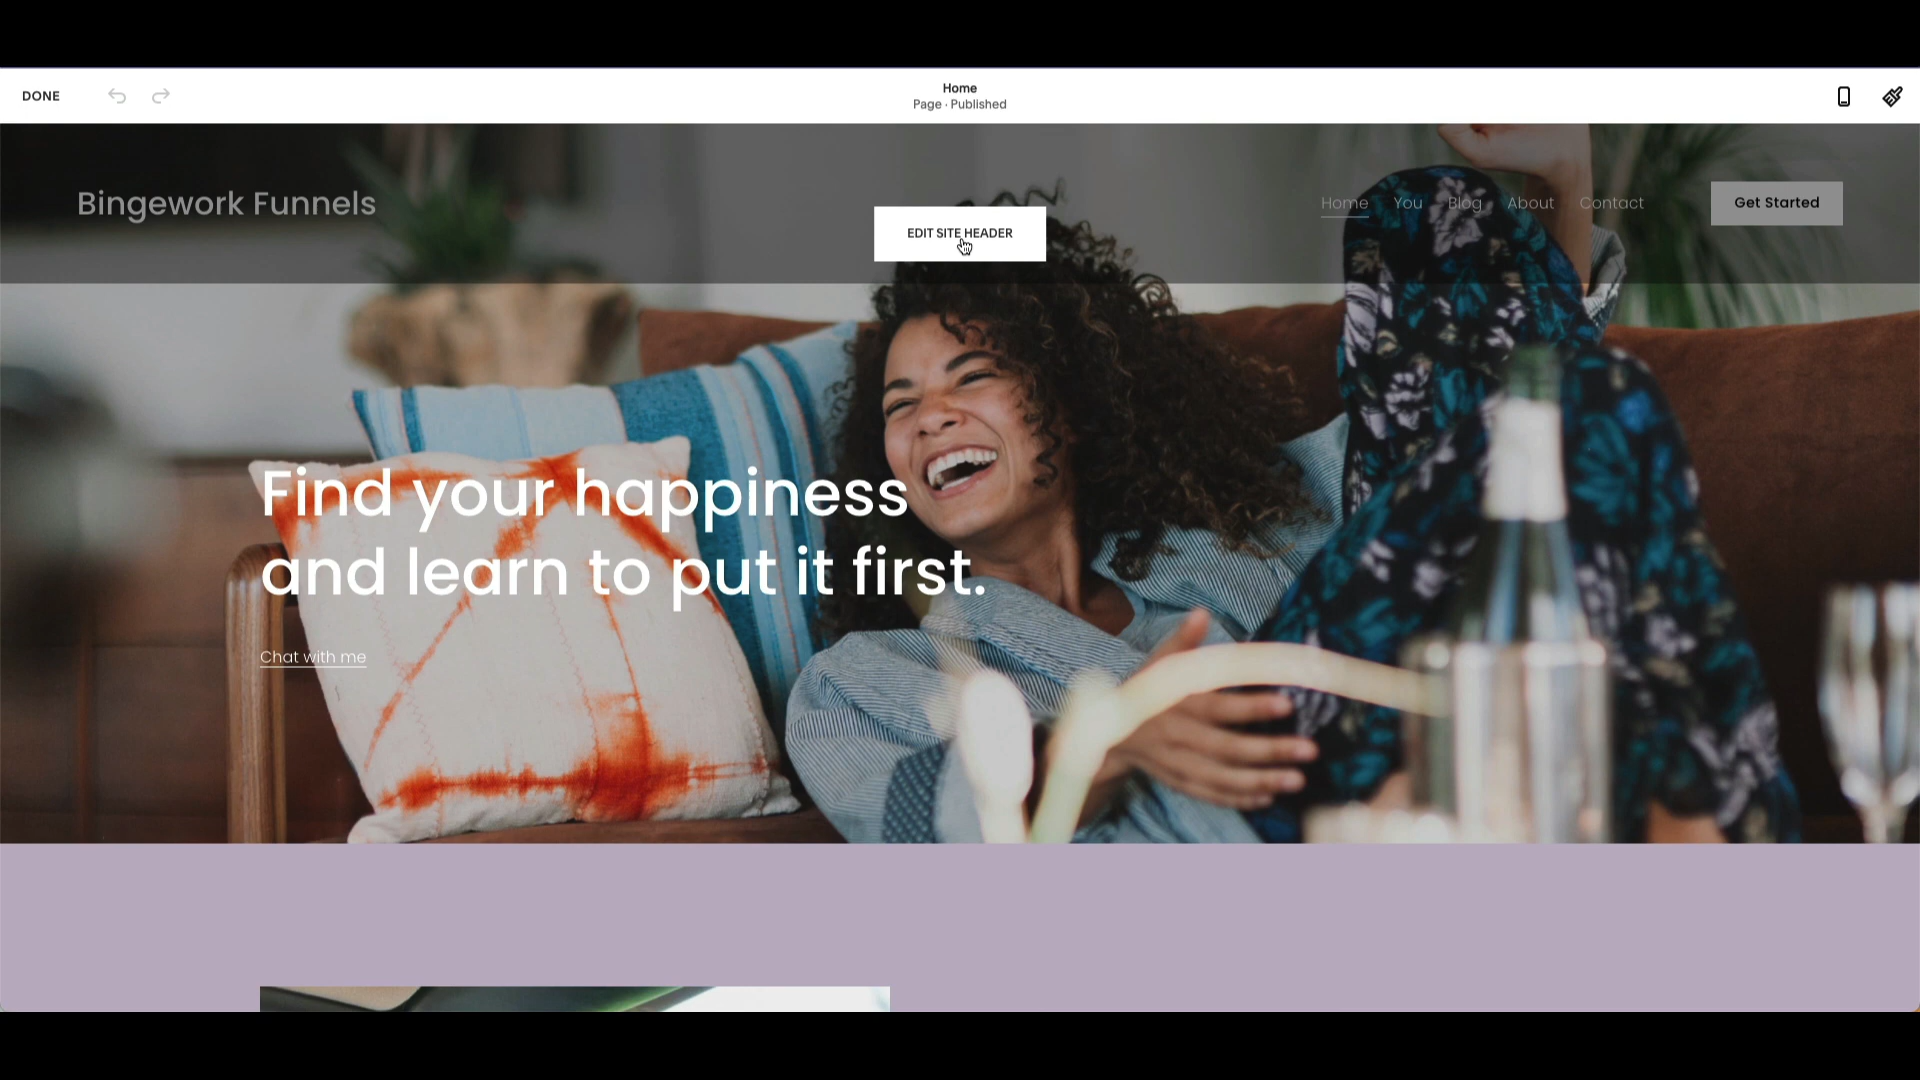 DONE
Home
Page · Published
Bingework Funnels
Home You Blog About Contact
Get Started
EDIT SITE HEADER
Find your happiness
and learn to put it first.
Chat with me